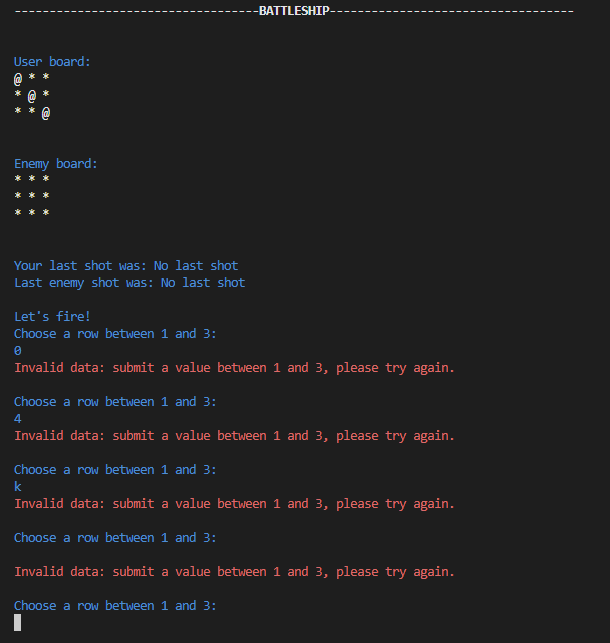 -----------------------------------BATTLESHIP-----------------------------------
User board:
@ * *
* @ *
* * @
Enemy board:
* * *
* * *
* * *
Your last shot was: No last shot
Last enemy shot was: No last shot
Let's fire!
Choose a row between 1 and 3:
0
Invalid data: submit a value between 1 and 3, please try again.
Choose a row between 1 and 3:
4
Invalid data: submit a value between 1 and 3, please try again.
Choose a row between 1 and 3:
k
Invalid data: submit a value between 1 and 3, please try again.
Choose a row between 1 and 3:
Invalid data: submit a value between 1 and 3, please try again.
Choose a row between 1 and 3: